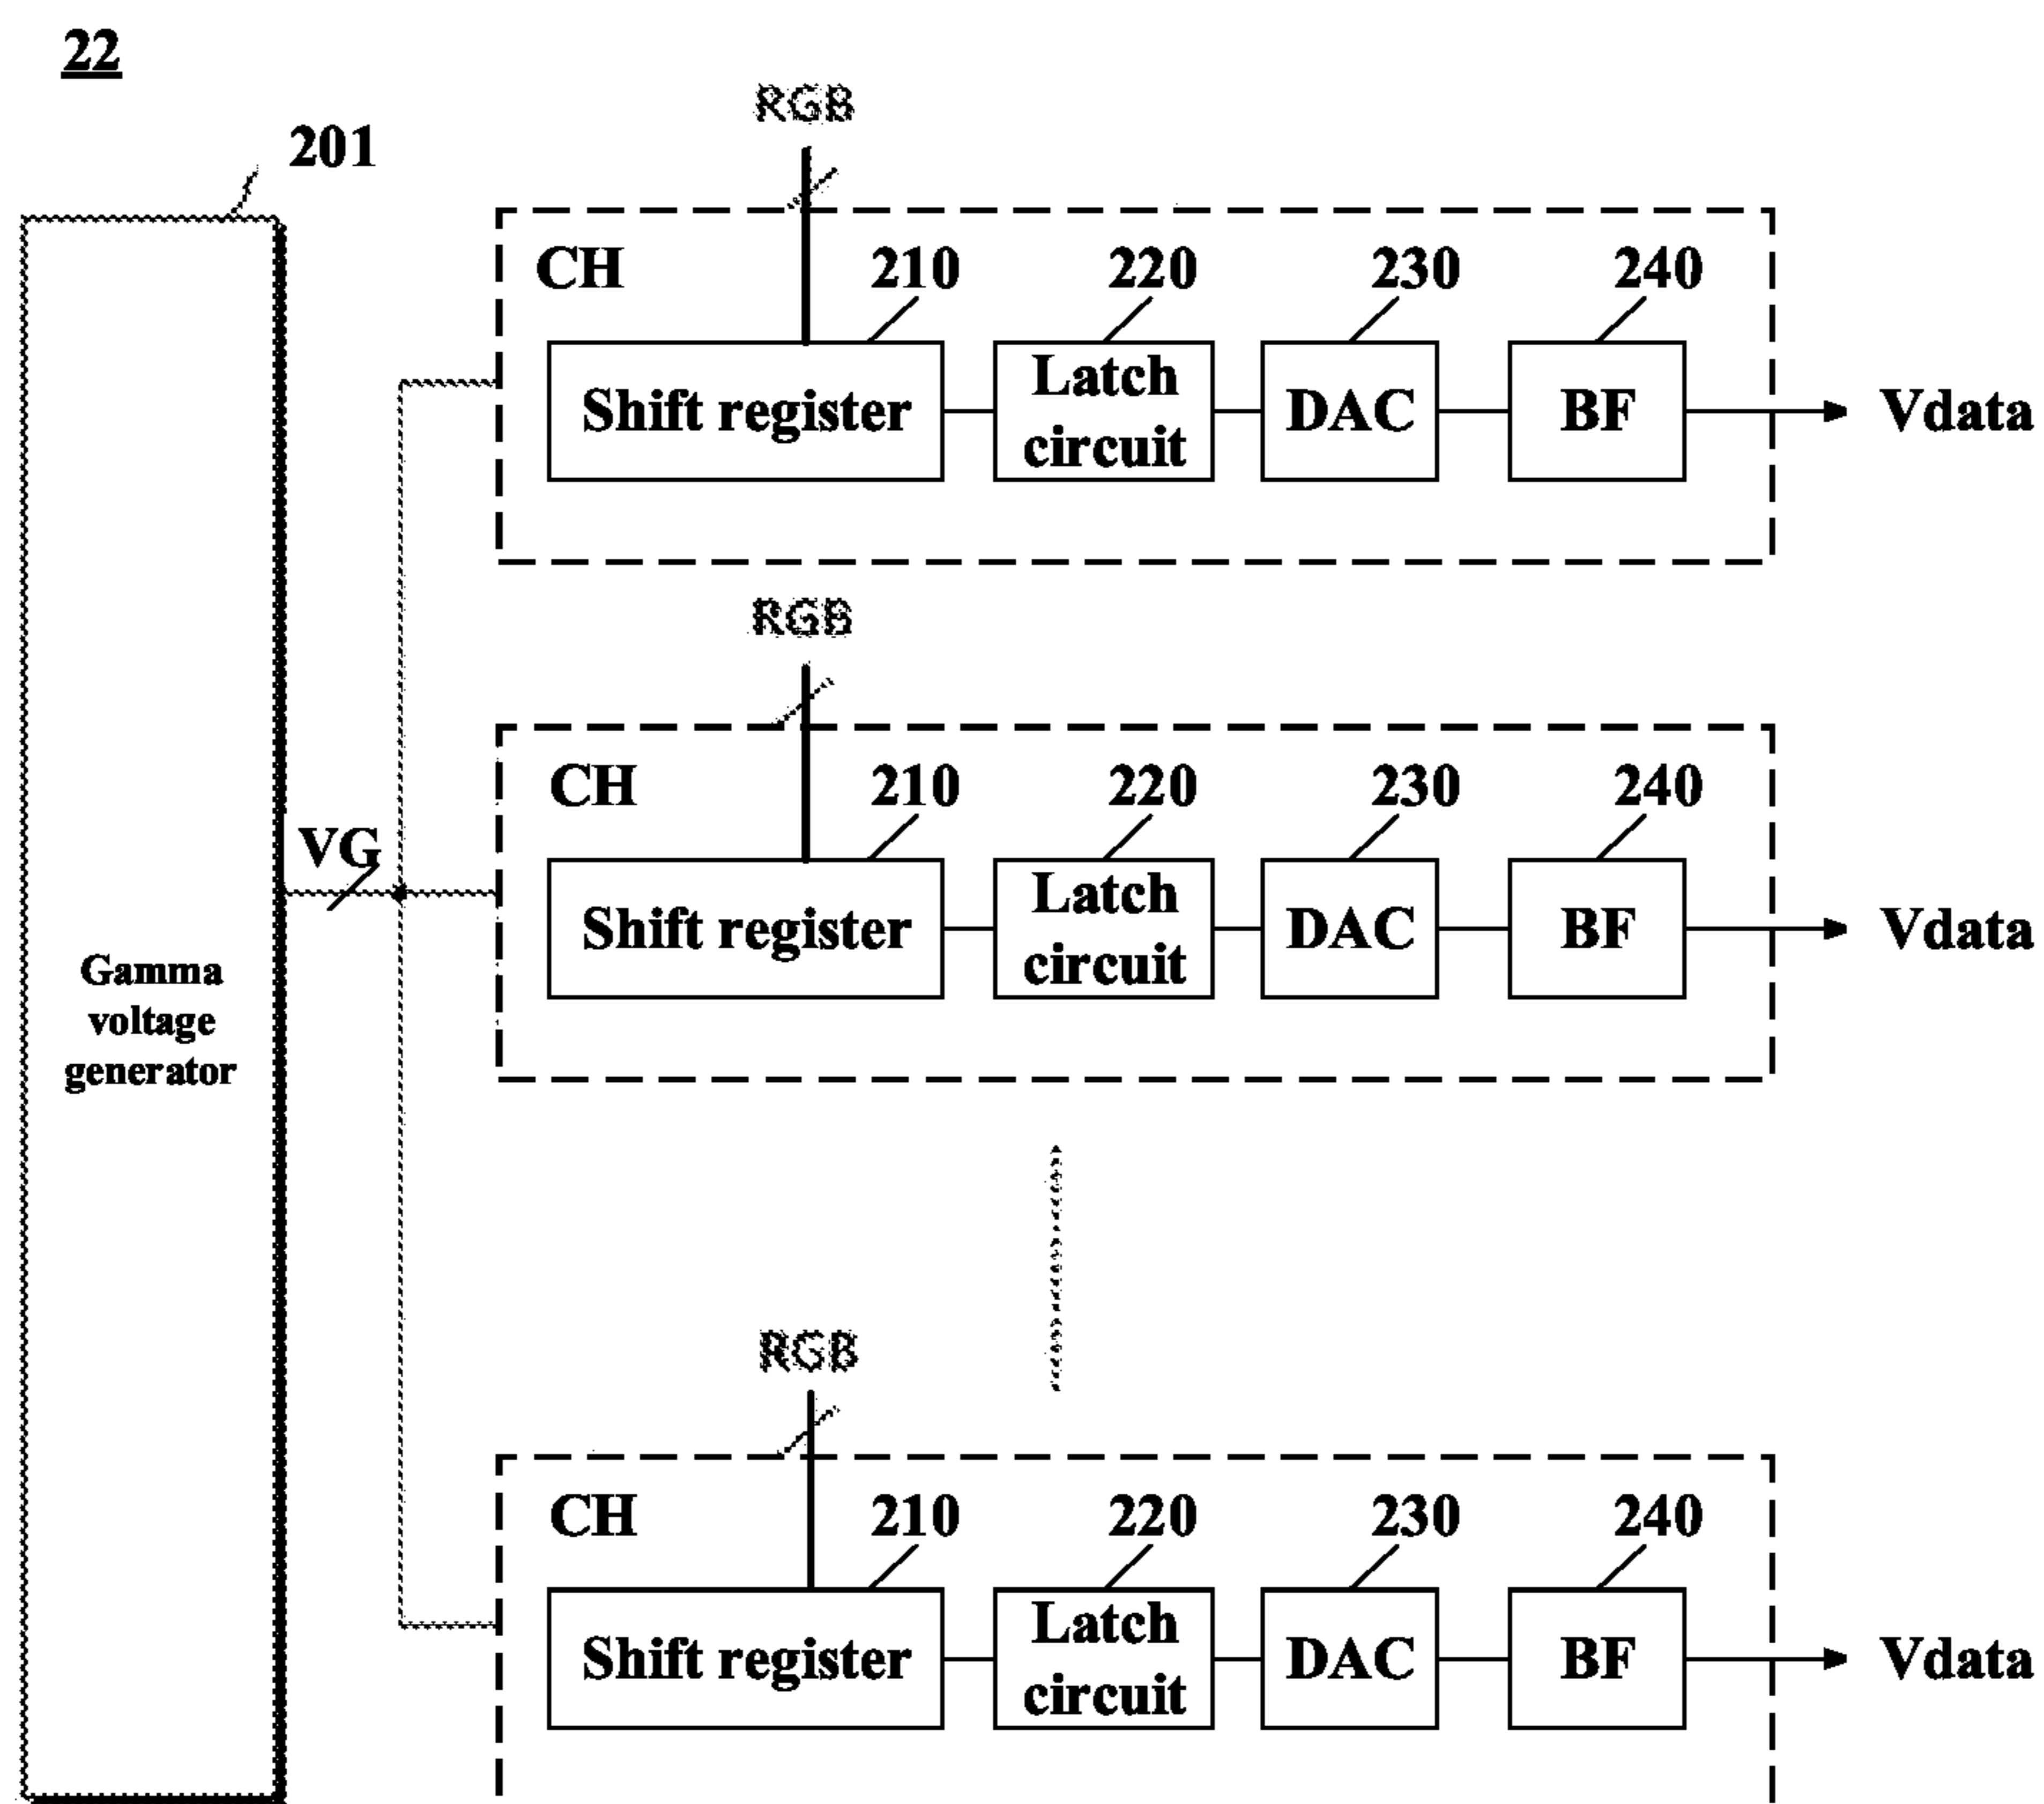 22
201
RGB
CH 210 220 230 240
Shift register
Latch
circuit
DAC
BF
Vdata
RGB
CH 210 220 230 240
VG
Shift register
Latch
circuit
DAC
BF
Vdata
Gamma
voltage
generator
RGB
CH 210 220 230 240
Shift register
Latch
circuit
DAC
BF
Vdata